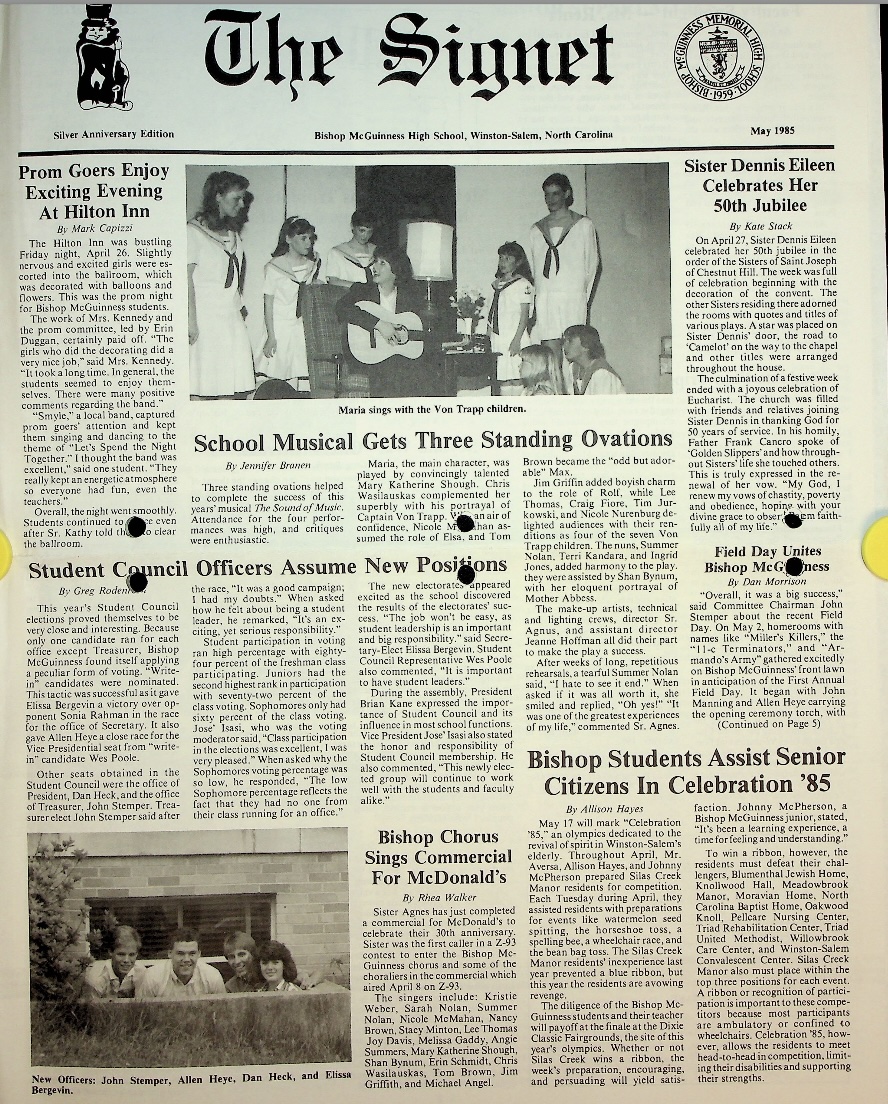 The Signet
BISHOP McGUINNESS MEMORIAL HIGH SCHOOL 1959
Silver Anniversary Edition
Bishop McGuinness High School, Winston-Salem, North Carolina
May 1985
Prom Goers Enjoy
Exciting Evening
At Hilton Inn
By Mark Capizzi
The Hilton Inn was bustling
Friday night, April 26. Slightly
nervous and excited girls were es-
corted into the ballroom, which
was decorated with balloons and
flowers. This was the prom night
for Bishop McGuinness students.
The work of Mrs. Kennedy and
the prom committee, led by Erin
Duggan, certainly paid off. "The
girls who did the decorating did a
very nice job," said Mrs. Kennedy.
"It took a long time. In general, the
students seemed to enjoy them-
selves. There were many positive
comments regarding the band."
"Smyle," a local band, captured
prom goers' attention and kept
them singing and dancing to the
theme of "Let's Spend the Night
Together." I thought the band was
excellent," said one student. "They
really kept an energetic atmosphere
so everyone had fun, even the
teachers."
Overall, the night went smoothly.
Students continued to even
after Sr. Kathy told to clear
the ballroom.
Maria sings with the Von Trapp children.
School Musical Gets Three Standing Ovations
By Jennifer Branen
Three standing ovations helped
to complete the success of this
years' musical The Sound of Music.
Attendance for the four perfor-
mances was high, and critics
were enthusiastic.
Maria, the main character, was
played by convincingly talented
Mary Katherine Shough. Chris
Wasilauskas complemented her
superbly with his portrayal of
Captain Von Trapp. an air of
confidence, Nicole as-
sumed the role of Elsa, and Tom
Brown became the "odd but ador-
able" Max.
Jim Griffin added boyish charm
to the role of Rolf, while Lee
Thomas, Craig Fiore, Tim Jur-
kowski, and Nicole Nurenburg de-
lighted audiences with their ren-
ditions as four of the seven Von
Trapp children. The nuns, Summer
Nolan, Terri Kandara, and Ingrid
Jones, added harmony to the play.
they were assisted by Shan Bynum,
with her eloquent portrayal of
Mother Abbess.
The make-up artists, technical
and lighting crews, director Sr.
Agnus, and assistant director
Jeanne Hoffman all did their part
to make the play a success.
After weeks of long, repetitious
rehearsals, a tearful Summer Nolan
said, "I hate to see it end." When
asked if it was all worth it, she
smiled and replied, "Oh yes!" "It
was one of the greatest experiences
of my life," commented Sr. Agnes.
Sister Dennis Eileen
Celebrates Her
50th Jubilee
By Kate Stack
On April 27, Sister Dennis Eileen
celebrated her 50th jubilee in the
order of the Sisters of Saint Joseph
of Chestnut Hill. The week was full
of celebration beginning with the
decoration of the convent. The
other Sisters residing there adorned
the rooms with quotes and titles of
various plays. A star was placed on
Sister Dennis' door, the road to
'Camelot' on the way to the chapel
and other titles were arranged
throughout the house.
The culmination of a festive week
ended with a joyous celebration of
Eucharist. The church was filled
with friends and relatives joining
Sister Dennis in thanking God for
50 years of service. In his homily,
Father Frank Cancro spoke of
'Golden Slippers' and how through-
out Sisters' life she touched others.
This is truly expressed in the re-
newal of her vow. "My God, I
renew my vows of chastity, poverty
and obedience, hoping with your
divine grace to faith-
fully all of my life."
Field Day Unites
Bishop McGuinness
By Dan Morrison
"Overall, it was a big success,"
said Committee Chairman John
Stemper about the recent Field
Day. On May 2, homerooms with
names like "Miller's Killers," the
"11-c Terminators," and "Ar-
mando's Army" gathered excitedly
on Bishop McGuinness' front lawn
in anticipation of the First Annual
Field Day. It began with John
Manning and Allen Heye carrying
the opening ceremony torch, with
(Continued on Page 5)
Student Council Officers Assume New Positions
By Greg
This year's Student Council
elections proved themselves to be
very close and interesting. Because
only one candidate ran for each
office except Treasurer, Bishop
McGuinness found itself applying
a peculiar form of voting. "Write-
in" candidates were nominated.
This tactic was successful as it gave
Elissa Bergevin a victory over op-
ponent Sonia Rahman in the race
for the office of Secretary. It also
gave Allen Heye a close race for the
Vice Presidential seat from "write-
in" candidate Wes Poole.
Other seats obtained in the
Student Council were the office of
President, Dan Heck, and the office
of Treasurer, John Stemper. Trea-
surer elect John Stemper said after
the race, "It was a good campaign;
I had my doubts." When asked
how he felt about being a student
leader, he remarked, "It's an ex-
citing, yet serious responsibility."
Student participation in voting
ran high percentage with eighty-
four percent of the freshman class
participating. Juniors had the
second highest rank in participation
with seventy-two percent of the
class voting. Sophomores only had
sixty percent of the class voting.
Jose' Isasi, who was the voting
moderator said, "Class participation
in the elections was excellent, I was
very pleased." When asked why the
Sophomores voting percentage was
so low, he responded, "The low
Sophomore percentage reflects the
fact that they had no one from
their class running for an office."
The new electorates appeared
excited as the school discovered
the results of the electorates' suc-
cess. "The job won't be easy, as
student leadership is an important
and big responsibility." said Secre-
tary-Elect Elissa Bergevin. Student
Council Representative Wes Poole
also commented, "It is important
to have student leaders."
During the assembly, President
Brian Kane expressed the impor-
tance of Student Council and its
influence in most school functions.
Vice President Jose' Isasi also stated
the honor and responsibility of
Student Council membership. He
also commented, "This newly elec-
ted group will continue to work
well with the students and faculty
alike."
New Officers: John Stemper, Allen Heye, Dan Heck, and Elissa
Bergevin.
Bishop Chorus
Sings Commercial
For McDonald's
By Rhea Walker
Sister Agnes has just completed
a commercial for McDonald's to
celebrate their 30th anniversary.
Sister was the first caller in a Z-93
contest to enter the Bishop Mc-
Guinness chorus and some of the
choraliers in the commercial which
aired April 8 on Z-93.
The singers include: Kristie
Weber, Sarah Nolan, Summer
Nolan, Nicole McMahan, Nancy
Brown, Stacy Minton, Lee Thomas
Joy Davis, Melissa Gaddy, Angie
Summers, Mary Katherine Shough,
Shan Bynum, Erin Schmidt, Chris
Wasilauskas, Tom Brown, Jim
Griffith, and Michael Angel.
Bishop Students Assist Senior
Citizens In Celebration '85
By Allison Hayes
May 17 will mark "Celebration
'85," an olympics dedicated to the
revival of spirit in Winston-Salem's
elderly. Throughout April, Mr.
Aversa, Allison Hayes, and Johnny
McPherson prepared Silas Creek
Manor residents for competition.
Each Tuesday during April, they
assisted residents with preparations
for events like watermelon seed
spitting, the horseshoe toss, a
spelling bee, a wheelchair race, and
the bean bag toss. The Silas Creek
Manor residents' inexperience last
year prevented a blue ribbon, but
this year the residents are avowing
revenge.
The diligence of the Bishop Mc-
Guinness students and their teacher
will payoff at the finale at the Dixie
Classic Fairgrounds, the site of this
year's olympics. Whether or not
Silas Creek wins a ribbon, the
week's preparation, encouraging,
and persuading will yield satis-
faction. Johnny McPherson, a
Bishop McGuinness junior, stated,
"It's been a learning experience, a
time for feeling and understanding."
To win a ribbon, however, the
residents must defeat their chal-
lengers, Blumenthal Jewish Home,
Knollwood Hall, Meadowbrook
Manor, Moravian Home, North
Carolina Baptist Home, Oakwood
Knoll, Pellcare Nursing Center,
Triad Rehabilitation Center, Triad
United Methodist, Willowbrook
Care Center, and Winston-Salem
Convalescent Center. Silas Creek
Manor also must place within the
top three positions for each event.
A ribbon or recognition of partici-
pation is important to these compe-
titors because most participants
are ambulatory or confined to
wheelchairs. Celebration '85, how-
ever, allows the residents to meet
head-to-head in competition, limit-
ing their disabilities and supporting
their strengths.